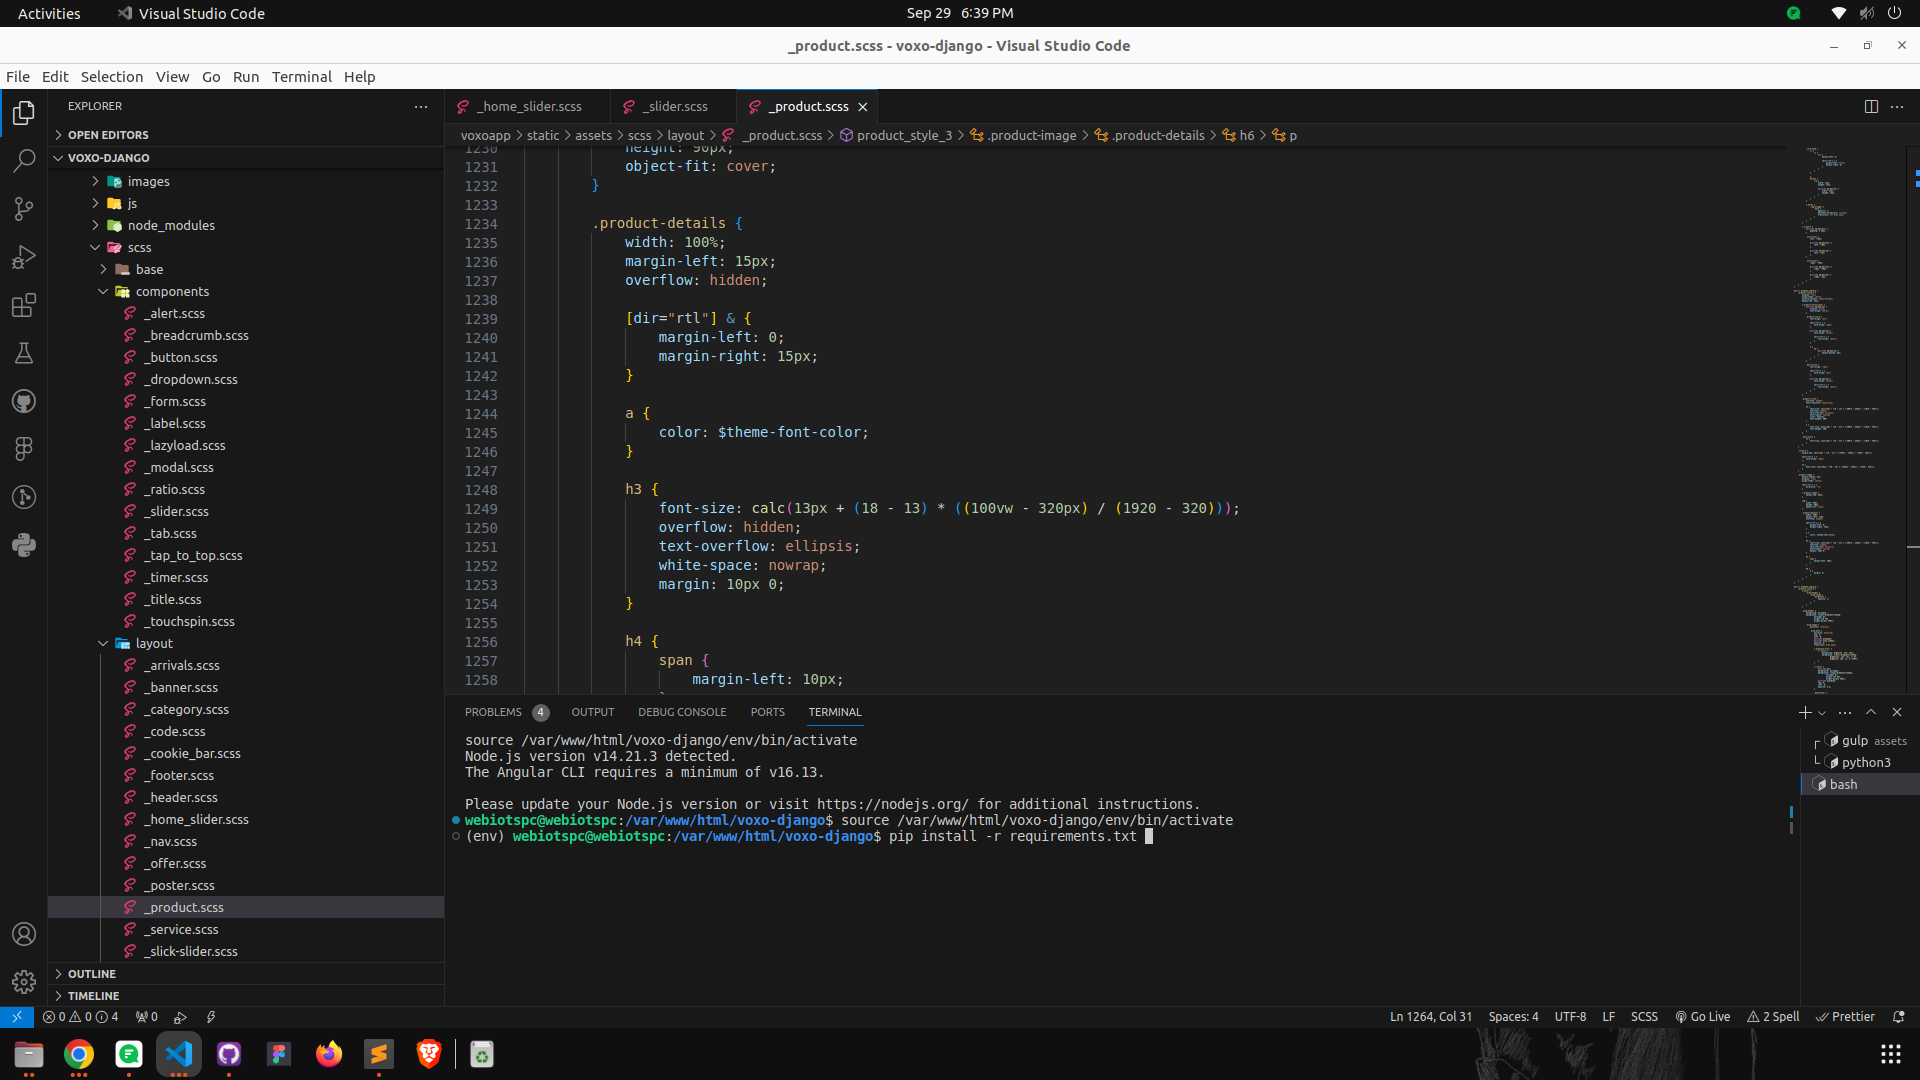 Activities
Visual Studio Code
Sep 29 6:39 PM
_product.scss - voxo-django - Visual Studio Code
File Edit Selection View Go Run Terminal Help
EXPLORER
OPEN EDITORS
VOXO-DJANGO
images
js
node_modules
scss
base
components
_alert.scss
_breadcrumb.scss
_button.scss
_dropdown.scss
_form.scss
_label.scss
_lazyload.scss
_modal.scss
_ratio.scss
_slider.scss
_tab.scss
_tap_to_top.scss
_timer.scss
_title.scss
_touchspin.scss
layout
_arrivals.scss
_banner.scss
_category.scss
_code.scss
_cookie_bar.scss
_footer.scss
_header.scss
_home_slider.scss
_nav.scss
_offer.scss
_poster.scss
_product.scss
_service.scss
_slick-slider.scss
OUTLINE
TIMELINE
_home_slider.scss
_slider.scss
_product.scss
voxoapp > static > assets > scss > layout > _product.scss > product_style_3 > .product-image > .product-details > h6 > p
1230 height: 90px;
1231 object-fit: cover;
1232 }
1233
1234 .product-details {
1235 width: 100%;
1236 margin-left: 15px;
1237 overflow: hidden;
1238
1239 [dir="rtl"] & {
1240 margin-left: 0;
1241 margin-right: 15px;
1242 }
1243
1244 a {
1245 color: $theme-font-color;
1246 }
1247
1248 h3 {
1249 font-size: calc(13px + (18 - 13) * ((100vw - 320px) / (1920 - 320)));
1250 overflow: hidden;
1251 text-overflow: ellipsis;
1252 white-space: nowrap;
1253 margin: 10px 0;
1254 }
1255
1256 h4 {
1257 span {
1258 margin-left: 10px;
PROBLEMS 4 OUTPUT DEBUG CONSOLE PORTS TERMINAL
source /var/www/html/voxo-django/env/bin/activate
Node.js version v14.21.3 detected.
The Angular CLI requires a minimum of v16.13.
Please update your Node.js version or visit https://nodejs.org/ for additional instructions.
webiotspc@webiotspc:/var/www/html/voxo-django$ source /var/www/html/voxo-django/env/bin/activate
(env) webiotspc@webiotspc:/var/www/html/voxo-django$ pip install -r requirements.txt
gulp assets
python3
bash
0 0 4 0
Ln 1264, Col 31 Spaces: 4 UTF-8 LF SCSS Go Live 2 Spell Prettier